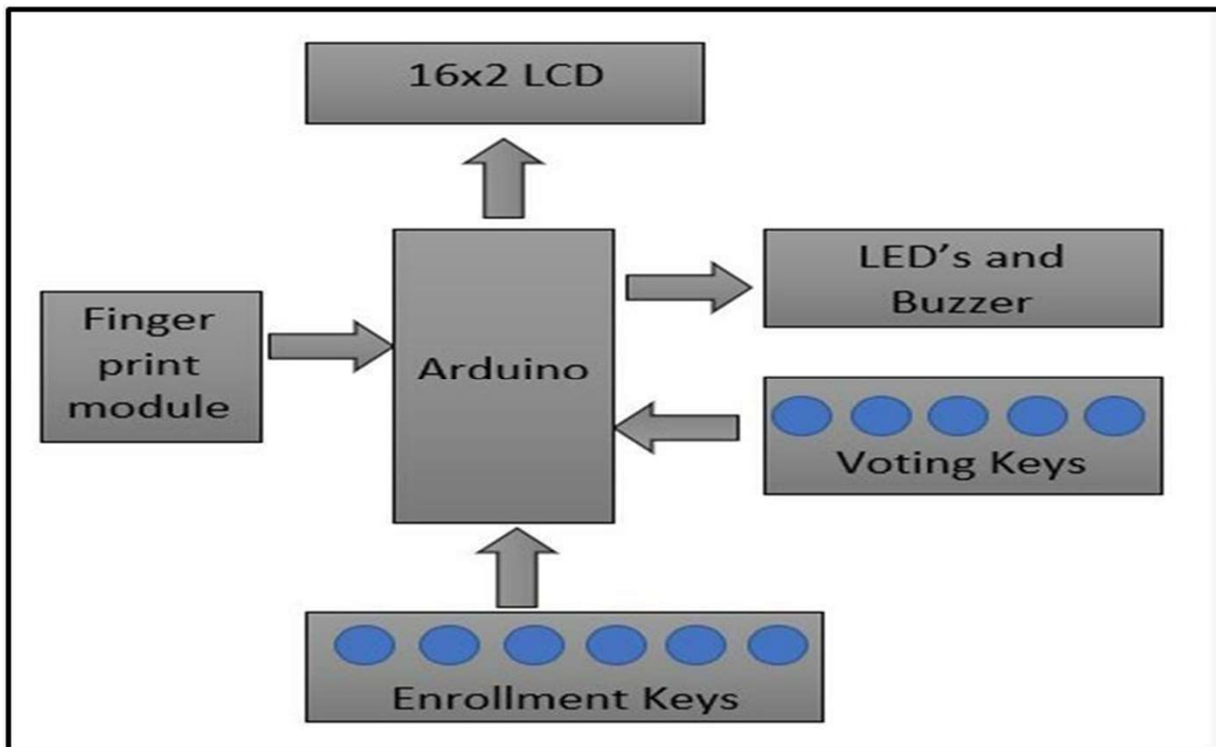 16x2 LCD
LED's and
Buzzer
Finger
print
module
Arduino
Voting Keys
Enrollment Keys